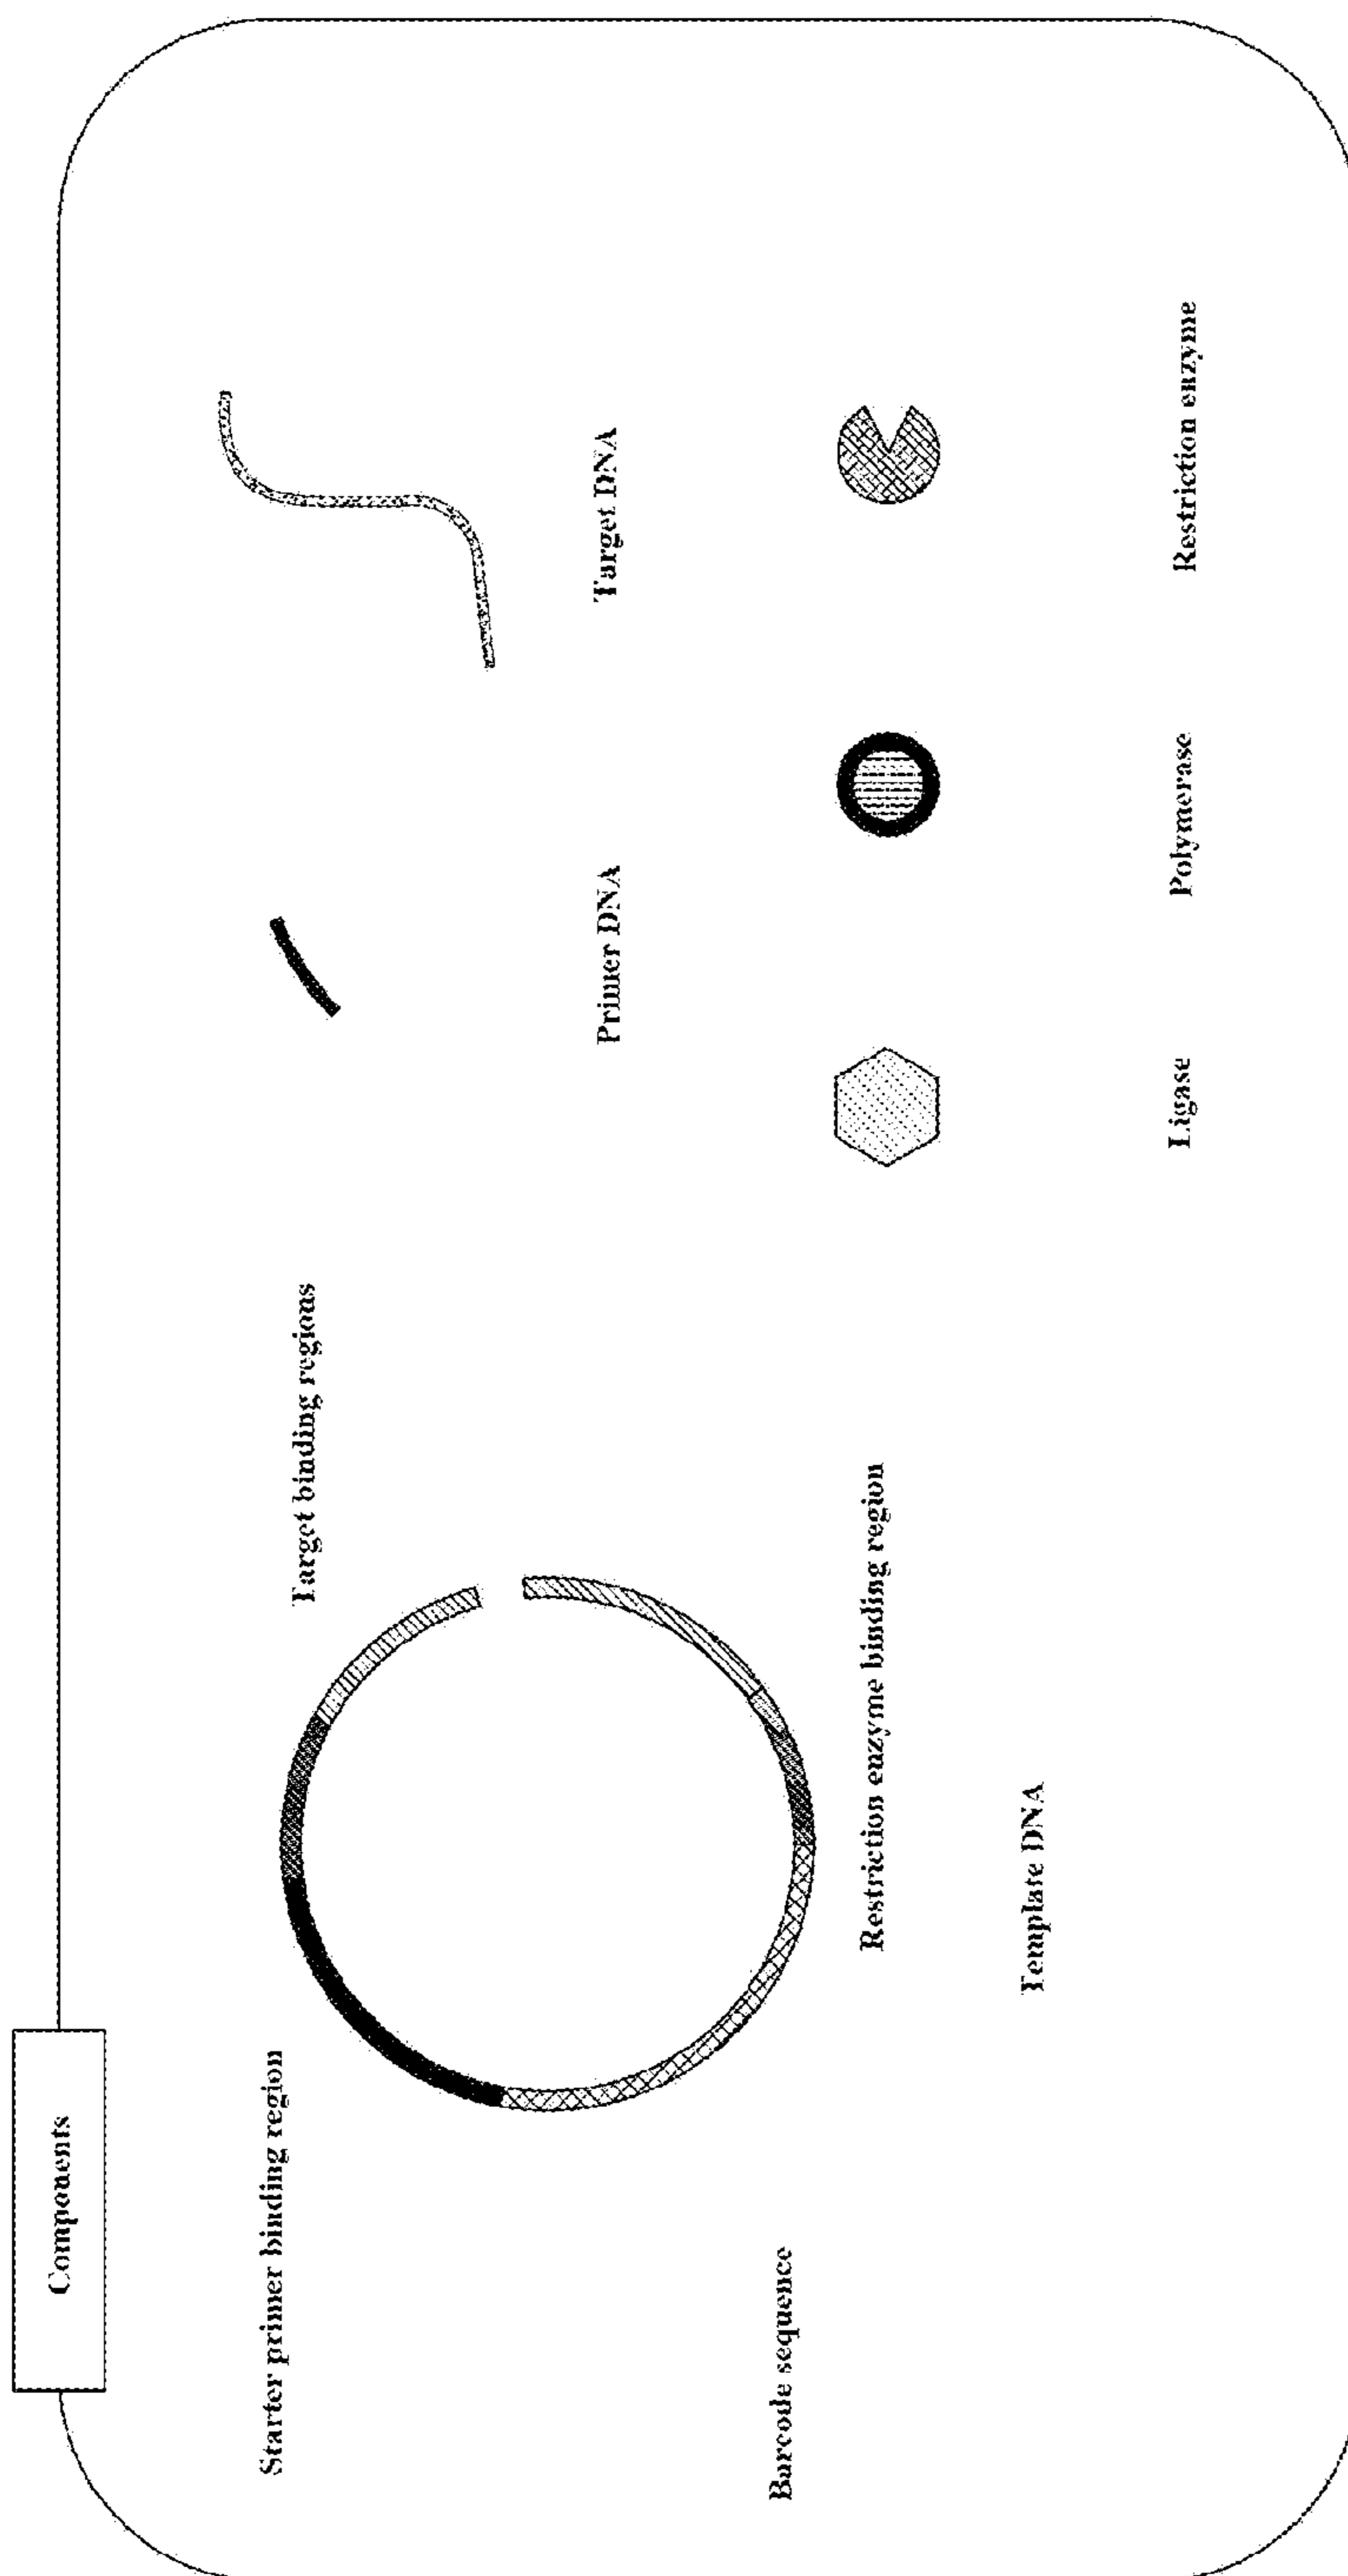 Components
Starter primer binding region
Target binding regions
Barcode sequence
Restriction enzyme binding region
Template DNA
Primer DNA
Target DNA
Ligase
Polymerase
Restriction enzyme